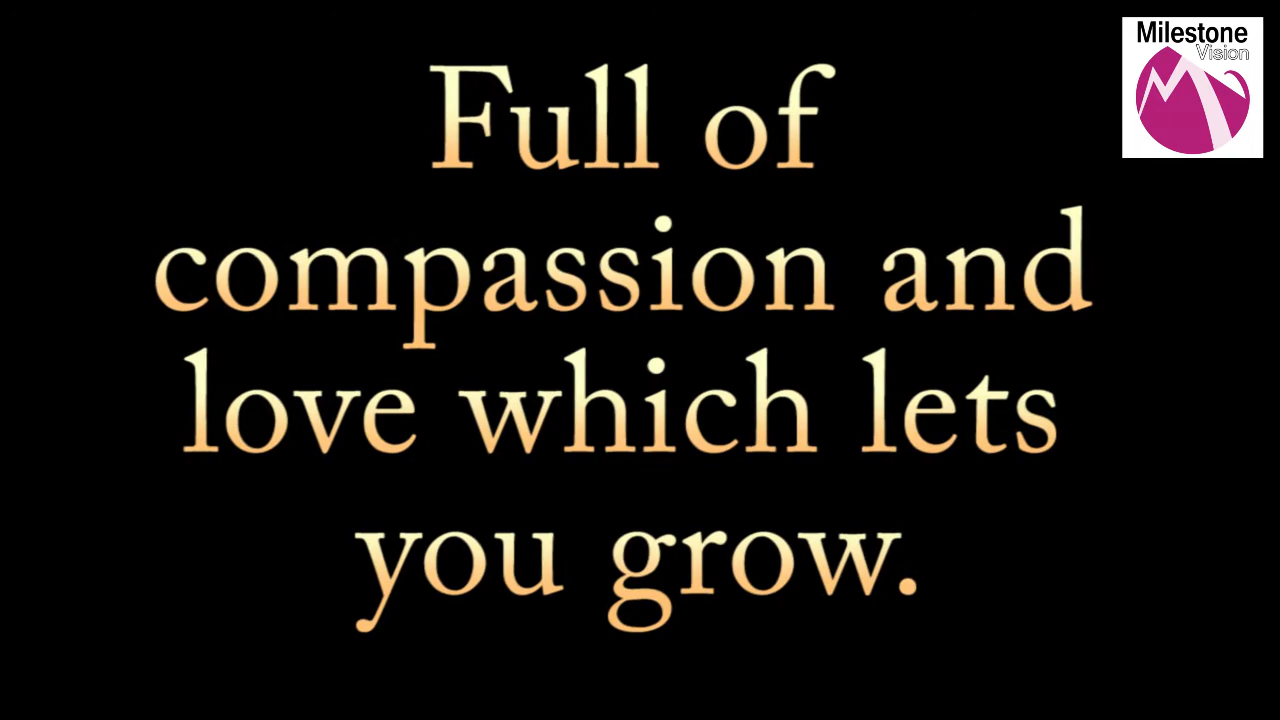 Milestone
Vision
Full of
compassion and
love which lets
you grow.